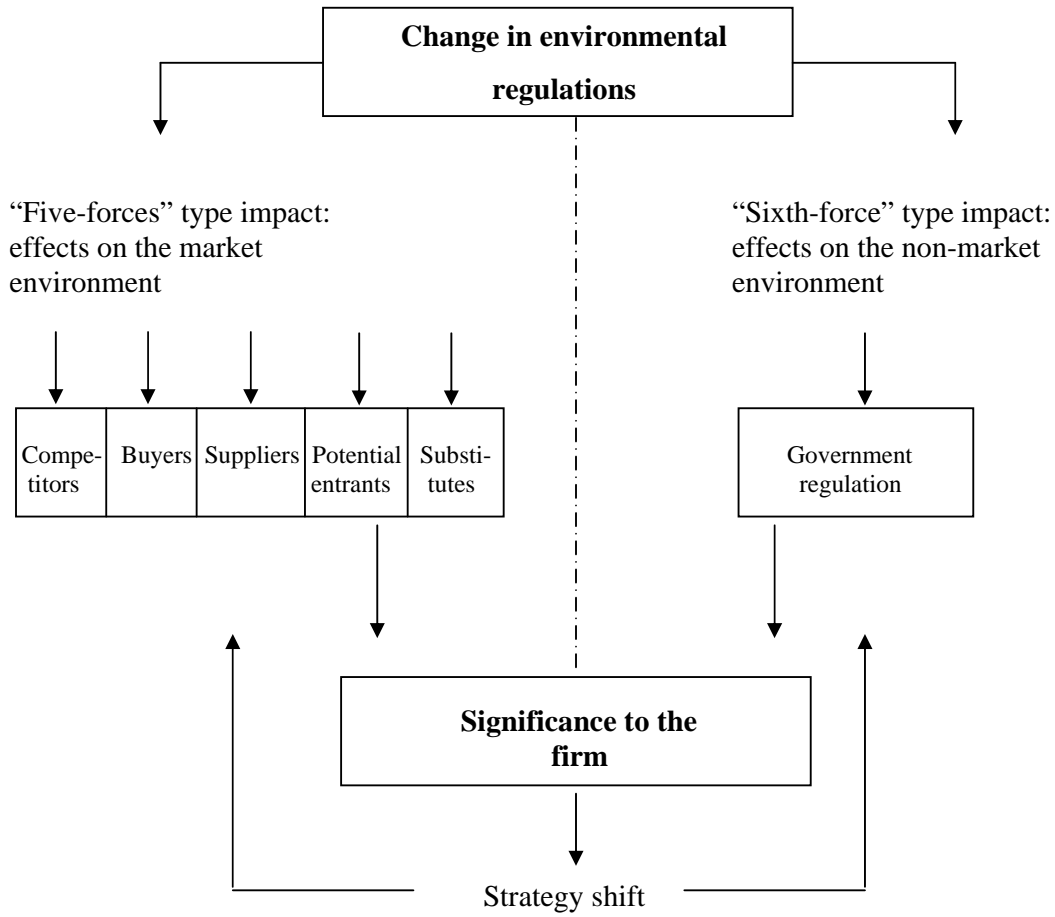 Change in environmental
regulations
“Five-forces” type impact:
effects on the market
environment
“Sixth-force” type impact:
effects on the non-market
environment
Compe-
titors
Buyers
Suppliers
Potential
entrants
Substi-
tutes
Government
regulation
Significance to the
firm
Strategy shift